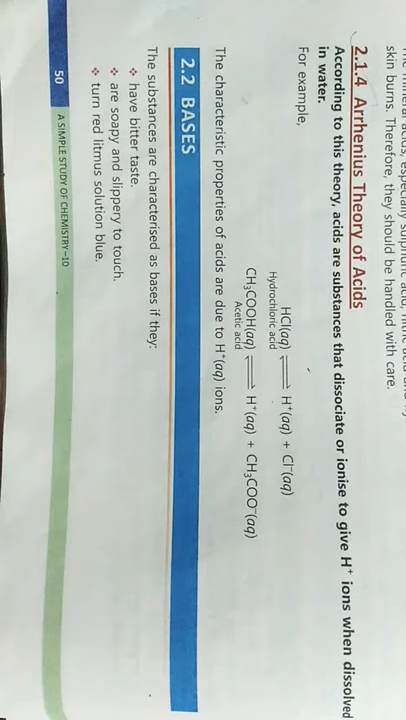 skin burns. Therefore, they should be handled with care.
2.1.4 Arrhenius Theory of Acids
According to this theory, acids are substances that dissociate or ionise to give H⁺ ions when dissolved
in water.
For example,
HCl(aq) ⇌ H⁺(aq) + Cl⁻(aq)
Hydrochloric acid
CH₃COOH(aq) ⇌ H⁺(aq) + CH₃COO⁻(aq)
Acetic acid
The characteristic properties of acids are due to H⁺(aq) ions.
2.2 BASES
The substances are characterised as bases if they:
❖ have bitter taste.
❖ are soapy and slippery to touch.
❖ turn red litmus solution blue.
50 A SIMPLE STUDY OF CHEMISTRY–10